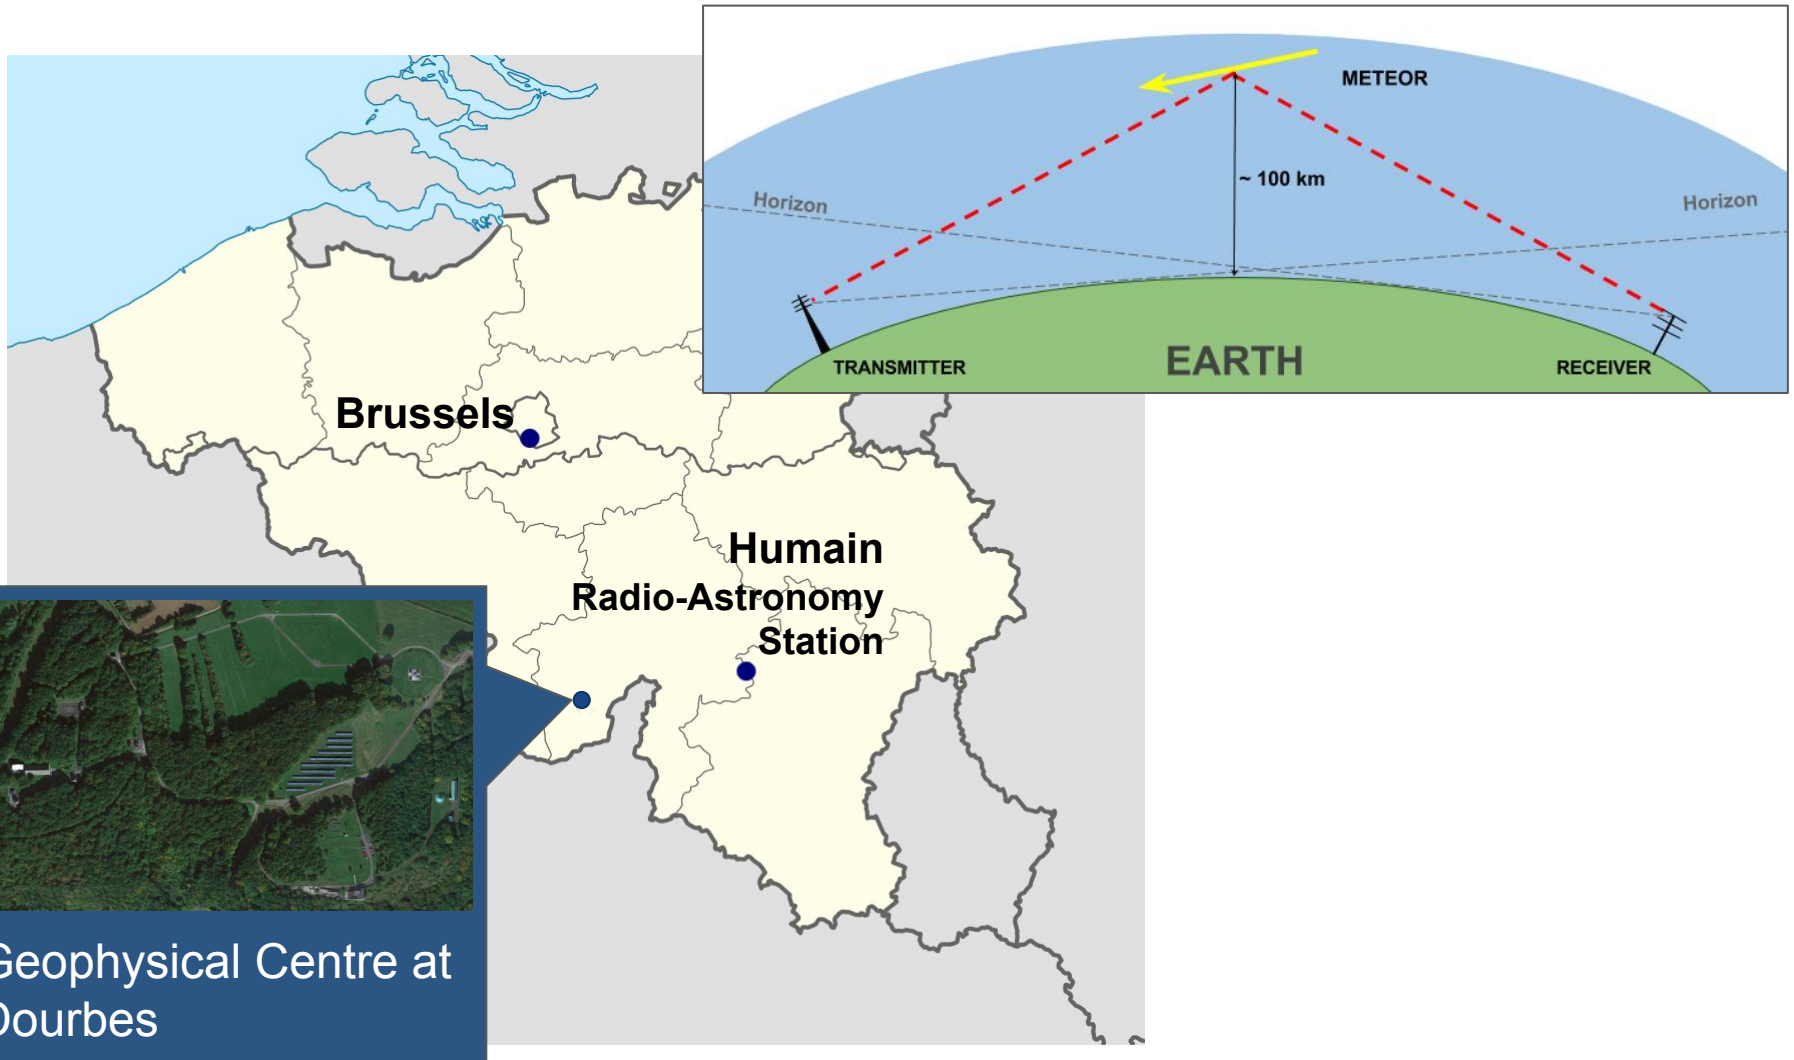 METEOR
~ 100 km
Horizon
Horizon
TRANSMITTER
EARTH
RECEIVER
Brussels
Humain
Radio-Astronomy
Station
Geophysical Centre at
Dourbes